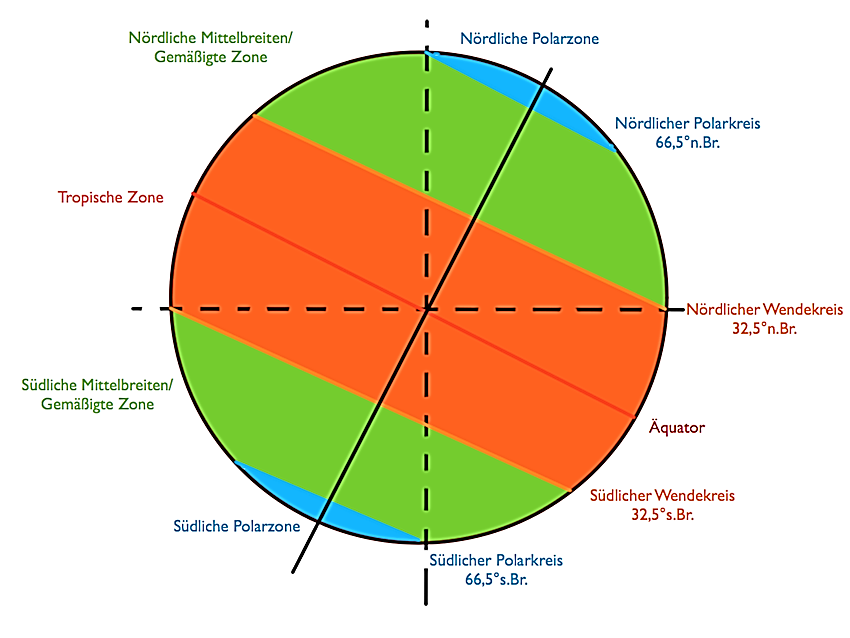 Nördliche Mittelbreiten/
Gemäßigte Zone
Nördliche Polarzone
Nördlicher Polarkreis
66,5°n.Br.
Tropische Zone
Nördlicher Wendekreis
32,5°n.Br.
Südliche Mittelbreiten/
Gemäßigte Zone
Äquator
Südlicher Wendekreis
32,5°s.Br.
Südliche Polarzone
Südlicher Polarkreis
66,5°s.Br.